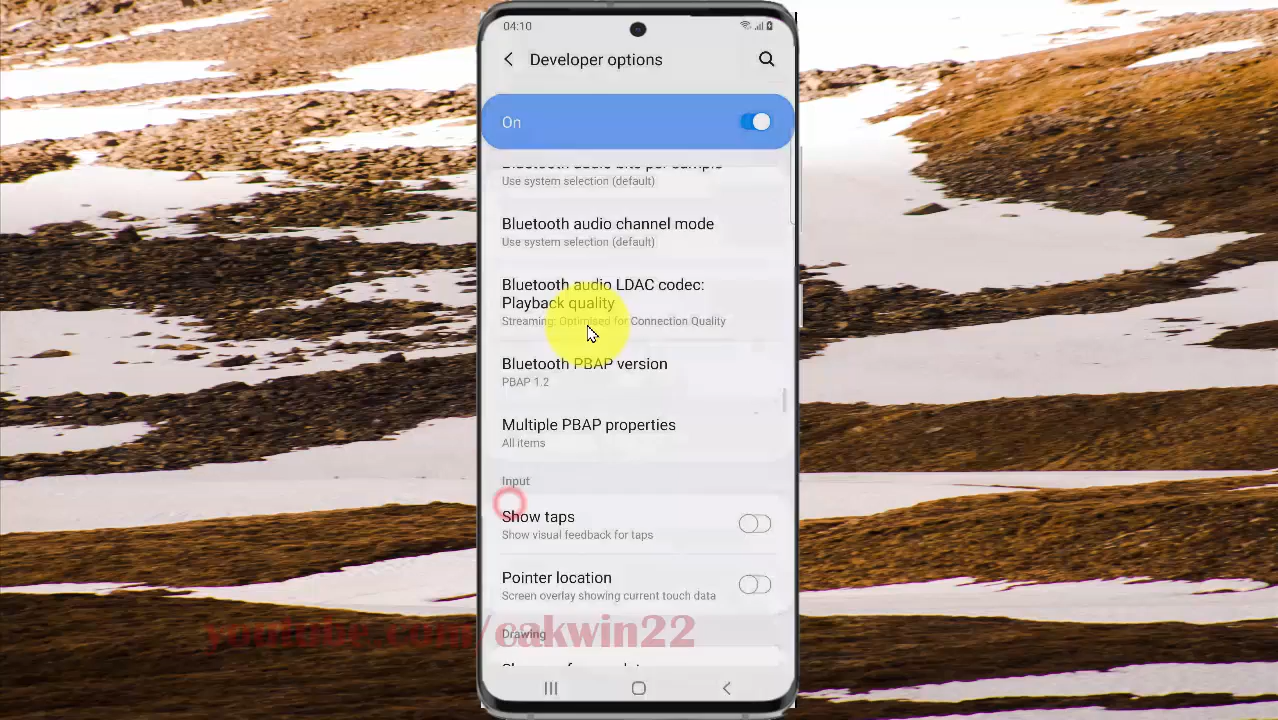 04:10
Developer options
On
Bluetooth audio bits per sample
Use system selection (default)
Bluetooth audio channel mode
Use system selection (default)
Bluetooth audio LDAC codec:
Playback quality
Streaming: Optimised for Connection Quality
Bluetooth PBAP version
PBAP 1.2
Multiple PBAP properties
All items
Input
Show taps
Show visual feedback for taps
Pointer location
Screen overlay showing current touch data
youtube.com/cakwin22
Drawing